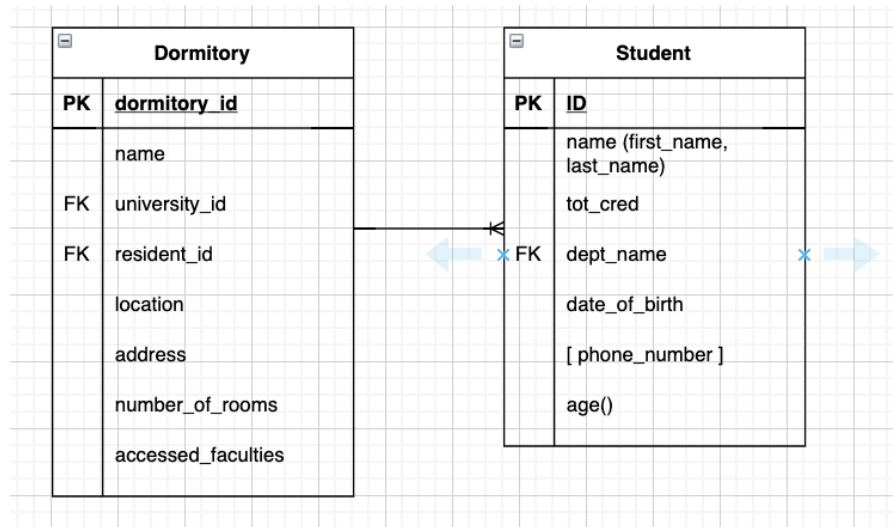 Dormitory
PK dormitory_id
name
FK university_id
FK resident_id
location
address
number_of_rooms
accessed_faculties
Student
PK ID
name (first_name,
last_name)
tot_cred
FK dept_name
date_of_birth
[ phone_number ]
age()